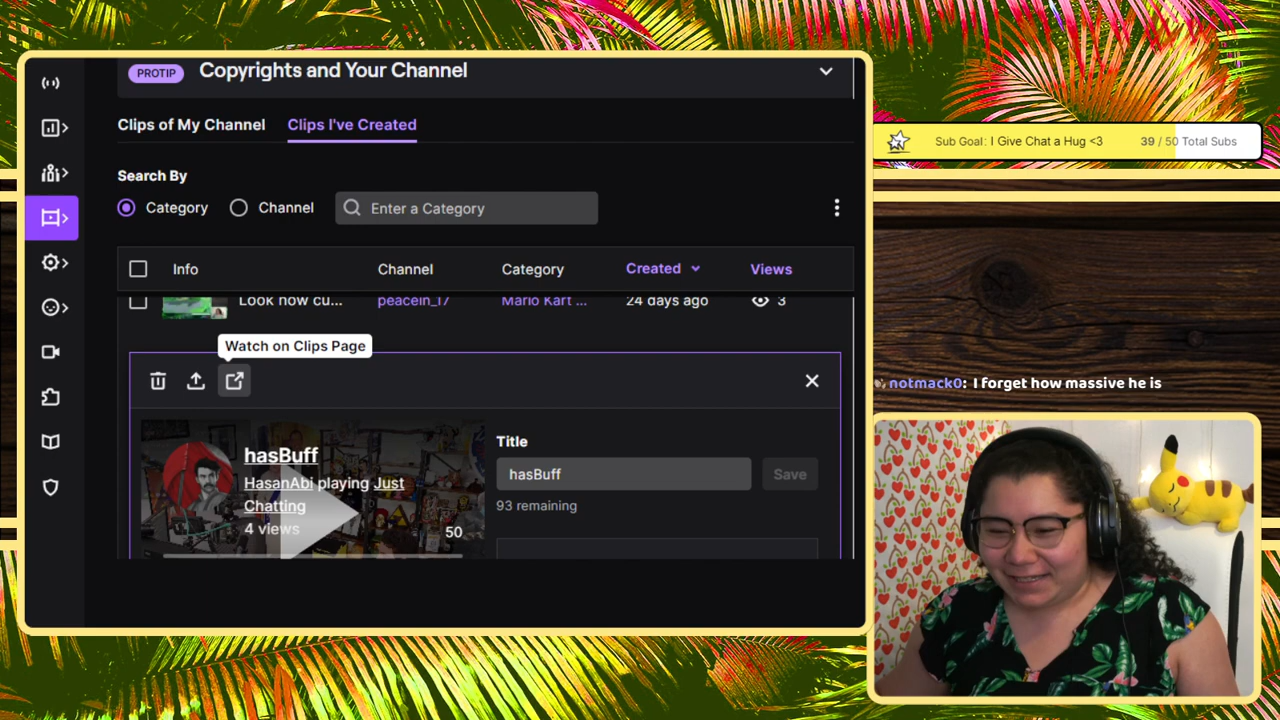 PROTIP Copyrights and Your Channel
Clips of My Channel Clips I've Created
Search By
Category Channel Enter a Category
Info Channel Category Created Views
Look how cu... peacein_17 Mario Kart ... 24 days ago 3
Watch on Clips Page
hasBuff
HasanAbi playing Just
Chatting
4 views
50
Title
hasBuff Save
93 remaining
Sub Goal: I Give Chat a Hug <3 39 / 50 Total Subs
notmack0: I forget how massive he is